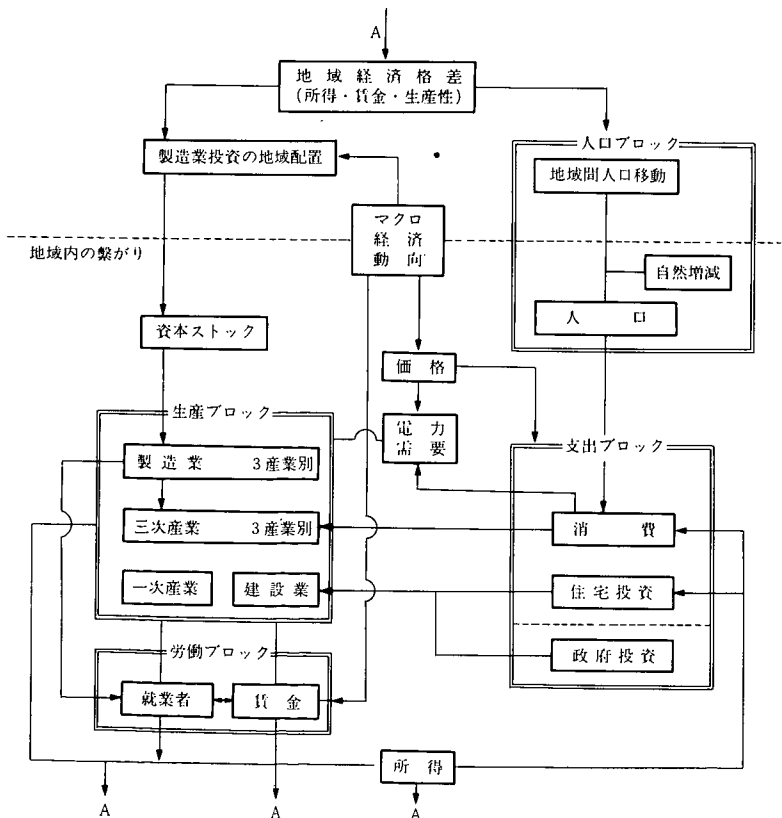 A
地域経済格差
(所得・賃金・生産性)
人口ブロック
製造業投資の地域配置
地域間人口移動
マクロ
経済
動向
地域内の繋がり
自然増減
人口
資本ストック
価格
生産ブロック
電力
需要
支出ブロック
製造業 3産業別
三次産業 3産業別
消費
一次産業
建設業
住宅投資
労働ブロック
政府投資
就業者
賃金
所得
A
A
A